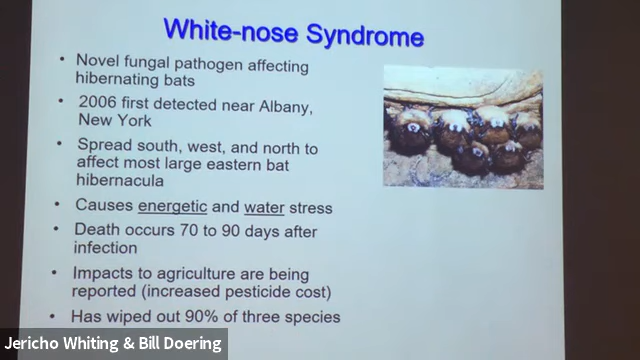 White-nose Syndrome
• Novel fungal pathogen affecting
hibernating bats
• 2006 first detected near Albany,
New York
• Spread south, west, and north to
affect most large eastern bat
hibernacula
• Causes energetic and water stress
• Death occurs 70 to 90 days after
infection
• Impacts to agriculture are being
reported (increased pesticide cost)
• Has wiped out 90% of three species
Jericho Whiting & Bill Doering